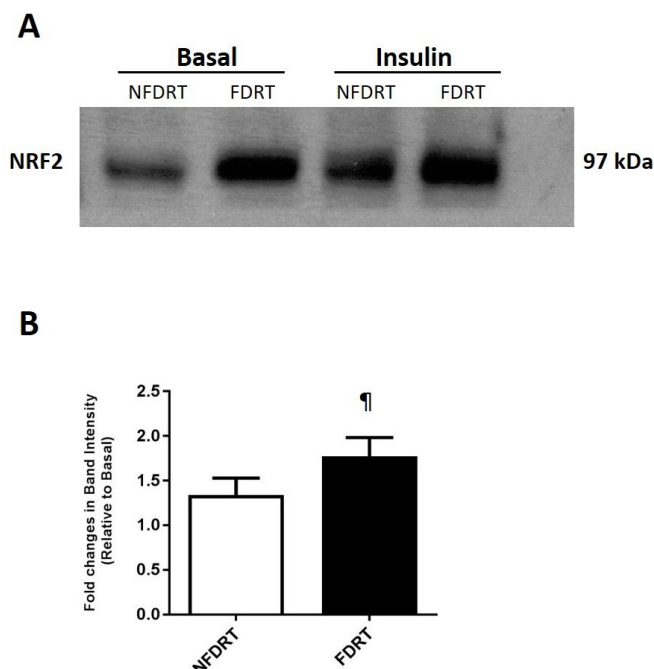 A
Basal Insulin
NFDRT FDRT NFDRT FDRT
NRF2 97 kDa
B
Fold changes in Band Intensity
(Relative to Basal)
2.5
2.0
1.5
1.0
0.5
0.0
¶
NFDRT FDRT